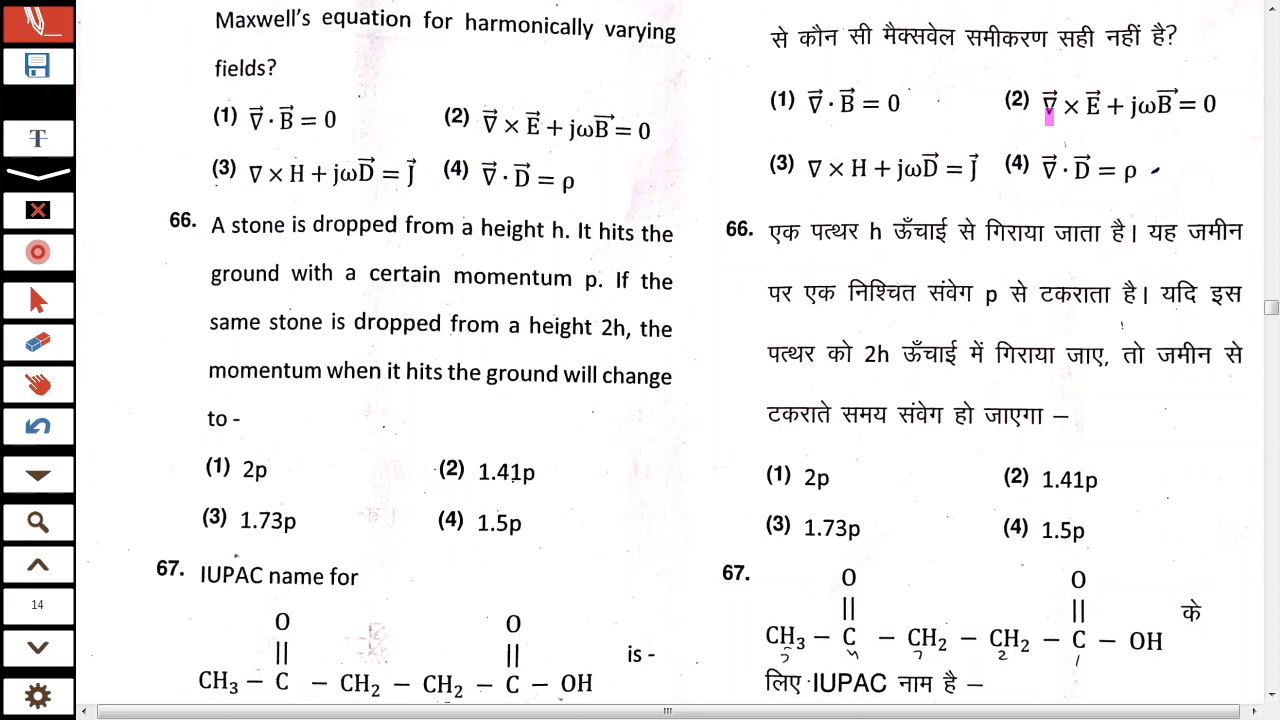 Maxwell's equation for harmonically varying
fields?
(1) ∇⃗ · B⃗ = 0 (2) ∇⃗ × E⃗ + jωB⃗ = 0
(3) ∇ × H + jωD⃗ = J⃗ (4) ∇⃗ · D⃗ = ρ
66. A stone is dropped from a height h. It hits the
ground with a certain momentum p. If the
same stone is dropped from a height 2h, the
momentum when it hits the ground will change
to -
(1) 2p (2) 1.41p
(3) 1.73p (4) 1.5p
67. IUPAC name for
O O
|| ||
CH₃ – C – CH₂ – CH₂ – C – OH is -
से कौन सी मैक्सवेल समीकरण सही नहीं है?
(1) ∇⃗ · B⃗ = 0 (2) ∇⃗ × E⃗ + jωB⃗ = 0
(3) ∇ × H + jωD⃗ = J⃗ (4) ∇⃗ · D⃗ = ρ
66. एक पत्थर h ऊँचाई से गिराया जाता है। यह जमीन
पर एक निश्चित संवेग p से टकराता है। यदि इस
पत्थर को 2h ऊँचाई में गिराया जाए, तो जमीन से
टकराते समय संवेग हो जाएगा –
(1) 2p (2) 1.41p
(3) 1.73p (4) 1.5p
67. O O
|| || के
CH₃ – C – CH₂ – CH₂ – C – OH
लिए IUPAC नाम है –
T
14